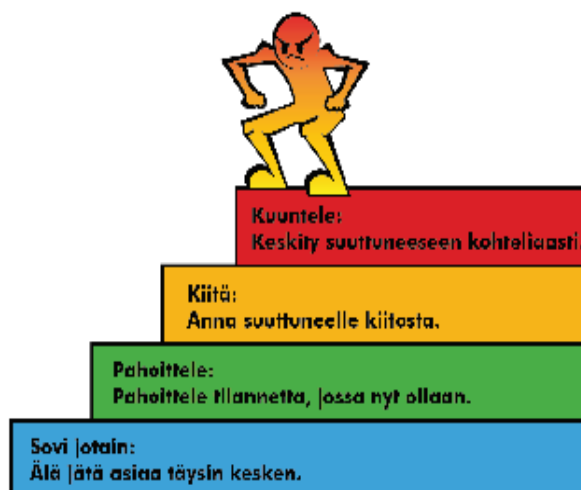 Kuuntele:
Keskity suuttuneeseen kohteliaasti.
Kiitä:
Anna suuttuneelle kiitosta.
Pahoittele:
Pahoittele tilannetta, jossa nyt ollaan.
Sovi jotain:
Älä jätä asiaa täysin kesken.